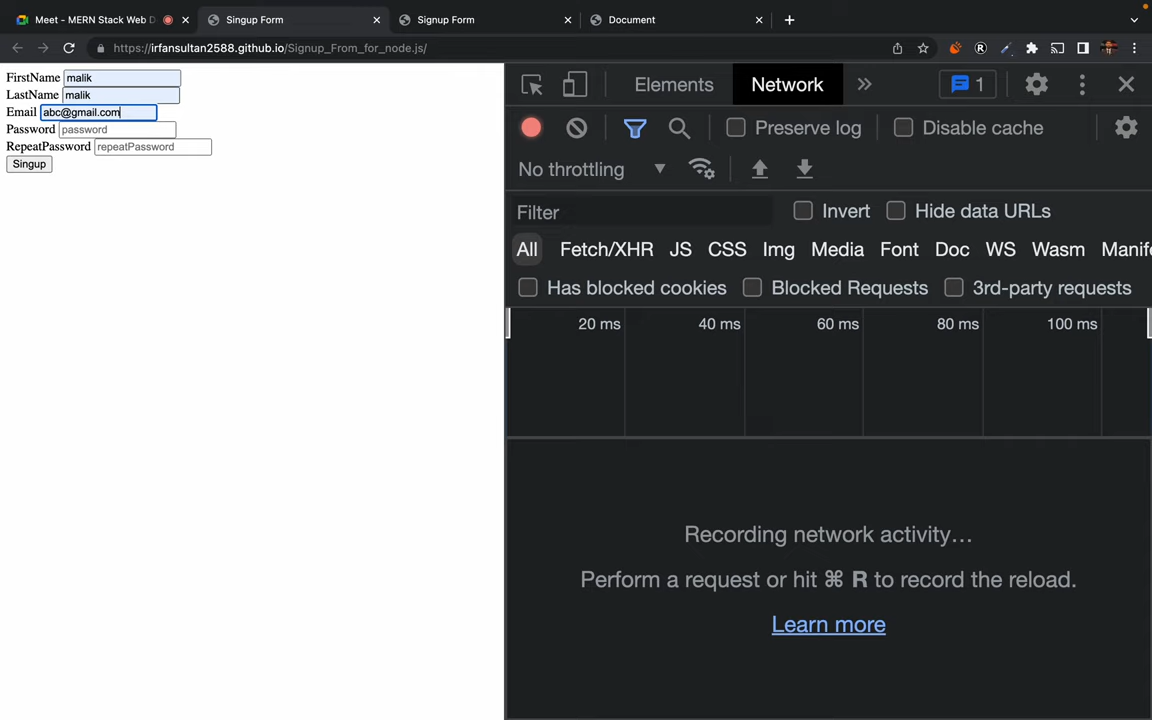 Meet - MERN Stack Web D
Singup Form
Signup Form
Document
https://irfansultan2588.github.io/Signup_From_for_node.js/
FirstName malik
LastName malik
Email abc@gmail.com
Password password
RepeatPassword repeatPassword
Singup
Elements Network 1
Preserve log Disable cache
No throttling
Filter Invert Hide data URLs
All Fetch/XHR JS CSS Img Media Font Doc WS Wasm Manife
Has blocked cookies Blocked Requests 3rd-party requests
20 ms 40 ms 60 ms 80 ms 100 ms
Recording network activity…
Perform a request or hit ⌘ R to record the reload.
Learn more